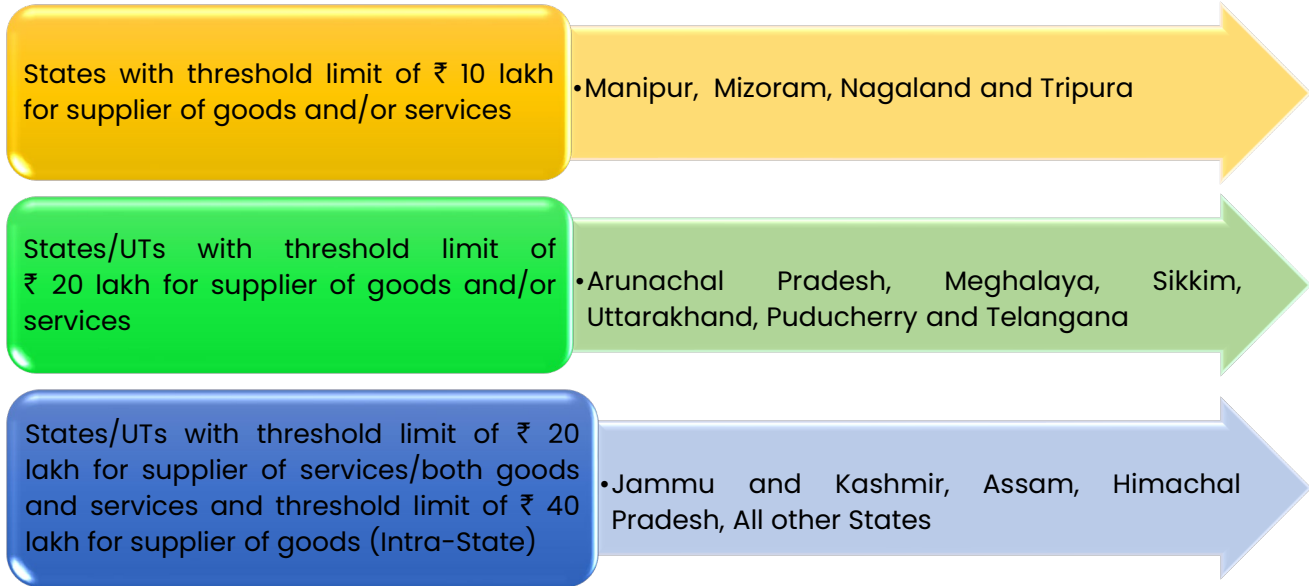 States with threshold limit of ₹ 10 lakh
for supplier of goods and/or services
•Manipur, Mizoram, Nagaland and Tripura
States/UTs with threshold limit of
₹ 20 lakh for supplier of goods and/or
services
•Arunachal Pradesh, Meghalaya, Sikkim,
Uttarakhand, Puducherry and Telangana
States/UTs with threshold limit of ₹ 20
lakh for supplier of services/both goods
and services and threshold limit of ₹ 40
lakh for supplier of goods (Intra-State)
•Jammu and Kashmir, Assam, Himachal
Pradesh, All other States